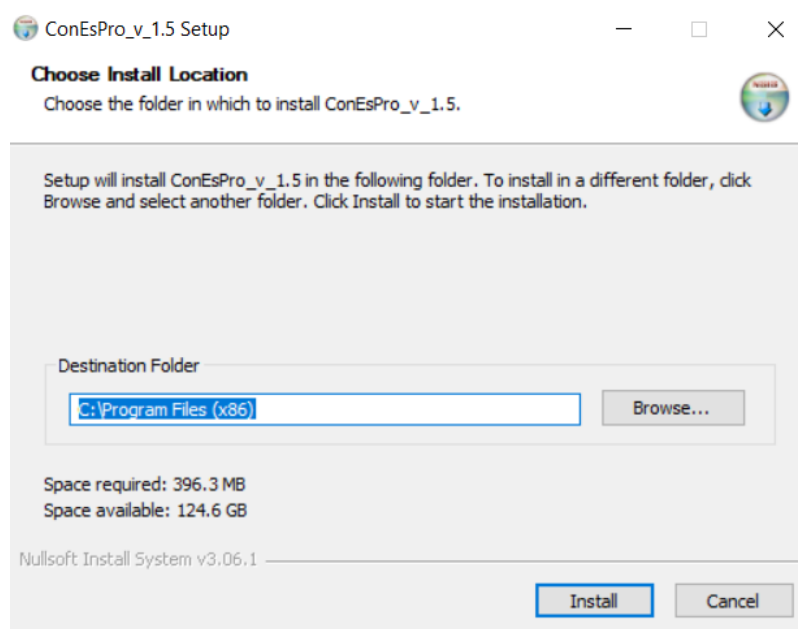 ConEsPro_v_1.5 Setup
Choose Install Location
Choose the folder in which to install ConEsPro_v_1.5.
Setup will install ConEsPro_v_1.5 in the following folder. To install in a different folder, click
Browse and select another folder. Click Install to start the installation.
Destination Folder
C:\Program Files (x86)
Browse...
Space required: 396.3 MB
Space available: 124.6 GB
Nullsoft Install System v3.06.1
Install
Cancel